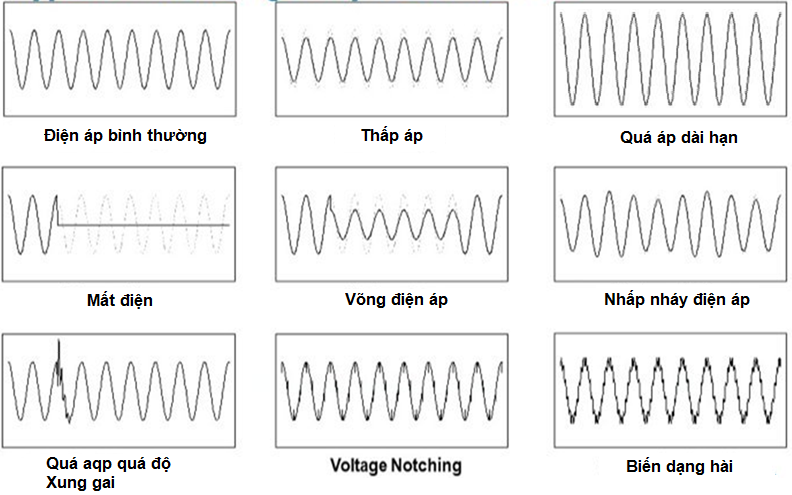 Điện áp bình thường
Thấp áp
Quá áp dài hạn
Mất điện
Võng điện áp
Nhấp nháy điện áp
Quá aqp quá độ
Xung gai
Voltage Notching
Biến dạng hài